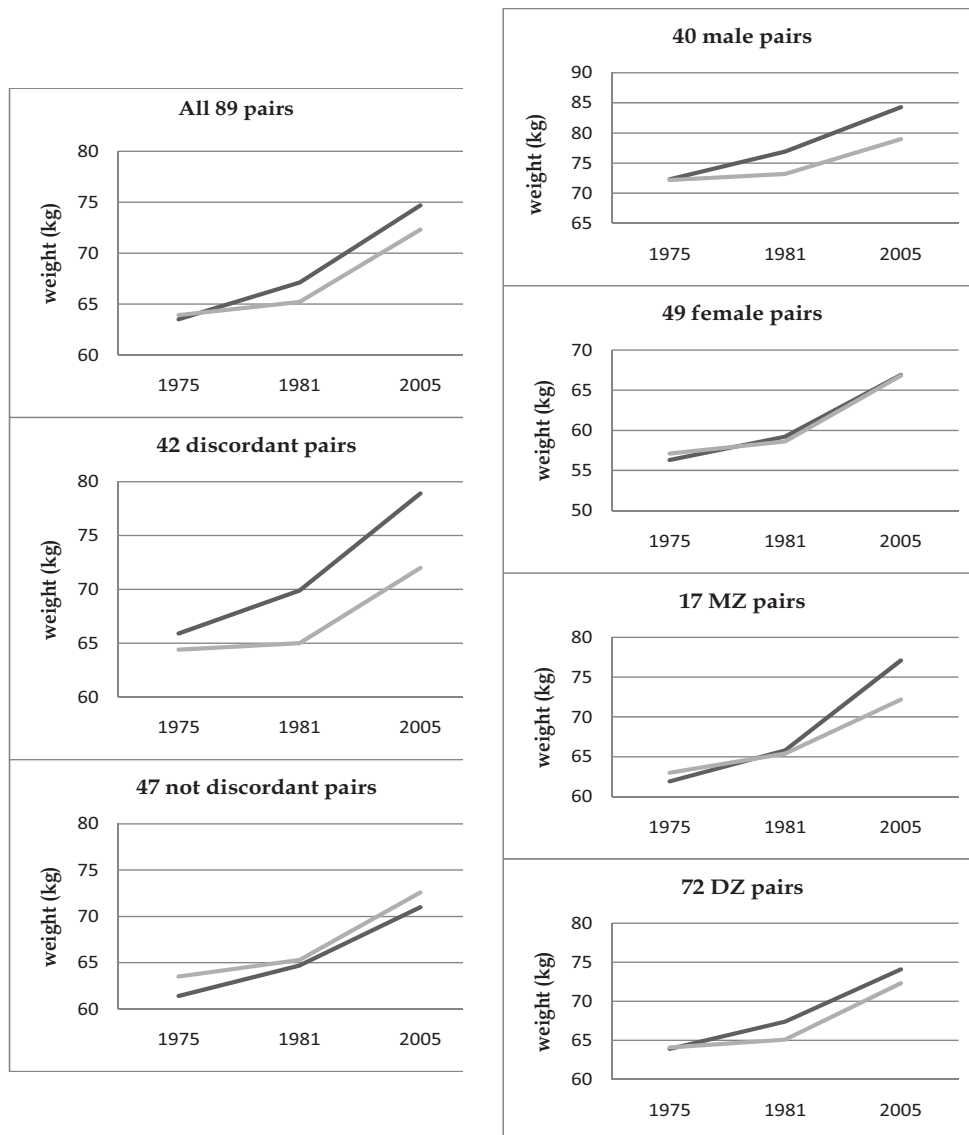 All 89 pairs
weight (kg)
80
75
70
65
60
1975 1981 2005
42 discordant pairs
weight (kg)
80
75
70
65
60
1975 1981 2005
47 not discordant pairs
weight (kg)
80
75
70
65
60
1975 1981 2005
40 male pairs
weight (kg)
90
85
80
75
70
65
1975 1981 2005
49 female pairs
weight (kg)
70
65
60
55
50
1975 1981 2005
17 MZ pairs
weight (kg)
80
75
70
65
60
1975 1981 2005
72 DZ pairs
weight (kg)
80
75
70
65
60
1975 1981 2005